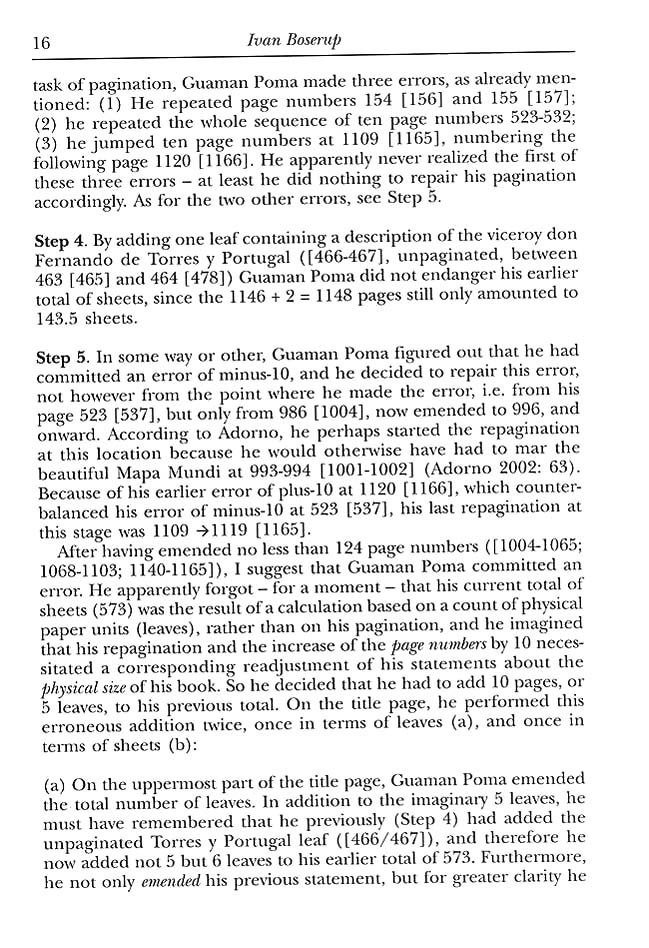 16
Ivan Boserup
task of pagination, Guaman Poma made three errors, as already men-
tioned: (1) He repeated page numbers 154 [156] and 155 [157];
(2) he repeated the whole sequence of ten page numbers 523-532;
(3) he jumped ten page numbers at 1109 [1165], numbering the
following page 1120 [1166]. He apparently never realized the first of
these three errors – at least he did nothing to repair his pagination
accordingly. As for the two other errors, see Step 5.
Step 4. By adding one leaf containing a description of the viceroy don
Fernando de Torres y Portugal ([466-467], unpaginated, between
463 [465] and 464 [478]) Guaman Poma did not endanger his earlier
total of sheets, since the 1146 + 2 = 1148 pages still only amounted to
143.5 sheets.
Step 5. In some way or other, Guaman Poma figured out that he had
committed an error of minus-10, and he decided to repair this error,
not however from the point where he made the error, i.e. from his
page 523 [537], but only from 986 [1004], now emended to 996, and
onward. According to Adorno, he perhaps started the repagination
at this location because he would otherwise have had to mar the
beautiful Mapa Mundi at 993-994 [1001-1002] (Adorno 2002: 63).
Because of his earlier error of plus-10 at 1120 [1166], which counter-
balanced his error of minus-10 at 523 [537], his last repagination at
this stage was 1109 →1119 [1165].
After having emended no less than 124 page numbers ([1004-1065;
1068-1103; 1140-1165]), I suggest that Guaman Poma committed an
error. He apparently forgot – for a moment – that his current total of
sheets (573) was the result of a calculation based on a count of physical
paper units (leaves), rather than on his pagination, and he imagined
that his repagination and the increase of the page numbers by 10 neces-
sitated a corresponding readjustment of his statements about the
physical size of his book. So he decided that he had to add 10 pages, or
5 leaves, to his previous total. On the title page, he performed this
erroneous addition twice, once in terms of leaves (a), and once in
terms of sheets (b):
(a) On the uppermost part of the title page, Guaman Poma emended
the total number of leaves. In addition to the imaginary 5 leaves, he
must have remembered that he previously (Step 4) had added the
unpaginated Torres y Portugal leaf ([466/467]), and therefore he
now added not 5 but 6 leaves to his earlier total of 573. Furthermore,
he not only emended his previous statement, but for greater clarity he